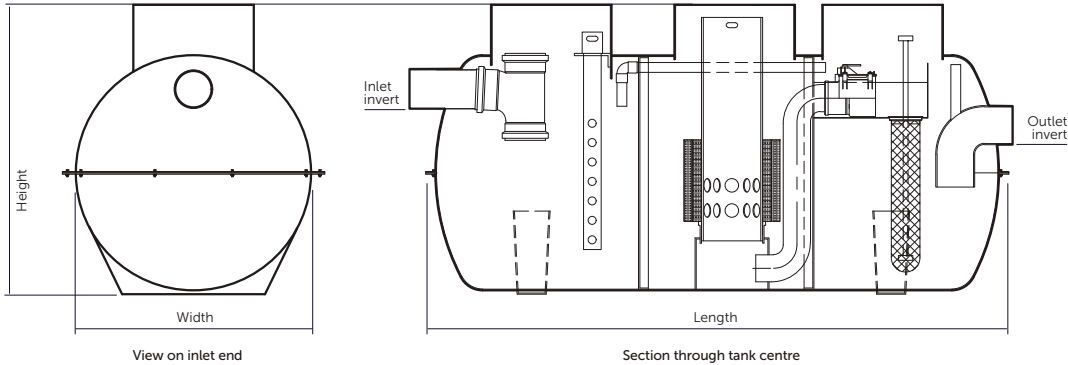 Height
Inlet
invert
Outlet
invert
Width
Length
View on inlet end
Section through tank centre